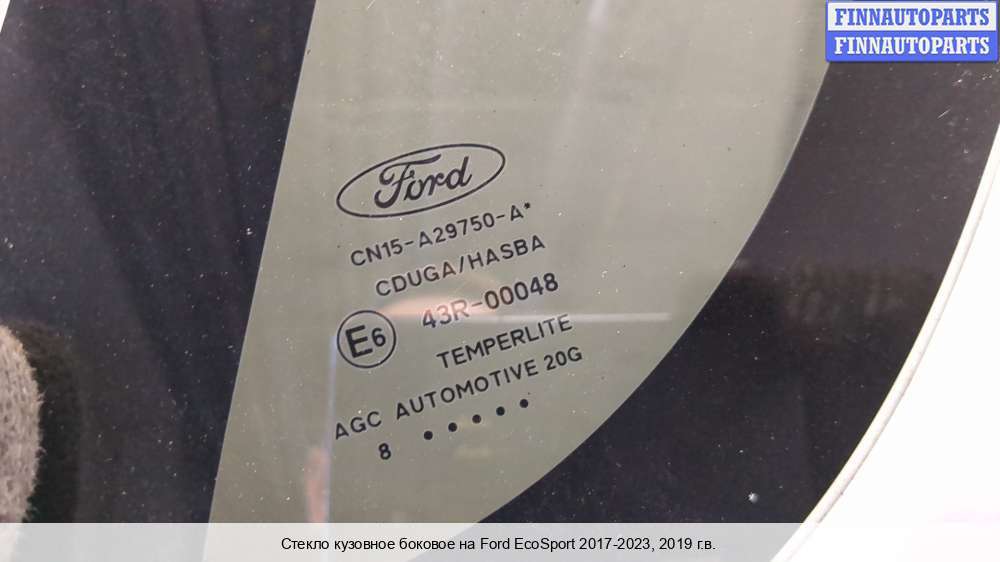 FINNAUTOPARTS
FINNAUTOPARTS
Ford
CN15-A29750-A*
CDUGA/HASBA
E6 43R-00048
TEMPERLITE
AGC AUTOMOTIVE 20G
8 • • • • •
Стекло кузовное боковое на Ford EcoSport 2017-2023, 2019 г.в.